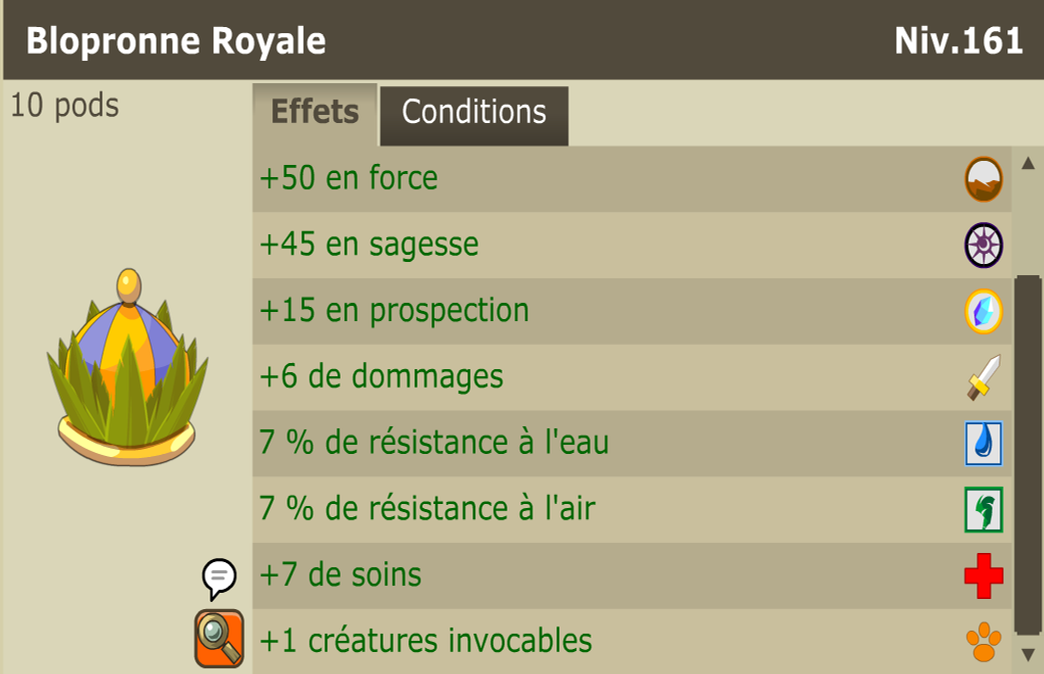 Blopronne Royale Niv.161
10 pods
Effets Conditions
+50 en force
+45 en sagesse
+15 en prospection
+6 de dommages
7 % de résistance à l'eau
7 % de résistance à l'air
+7 de soins
+1 créatures invocables